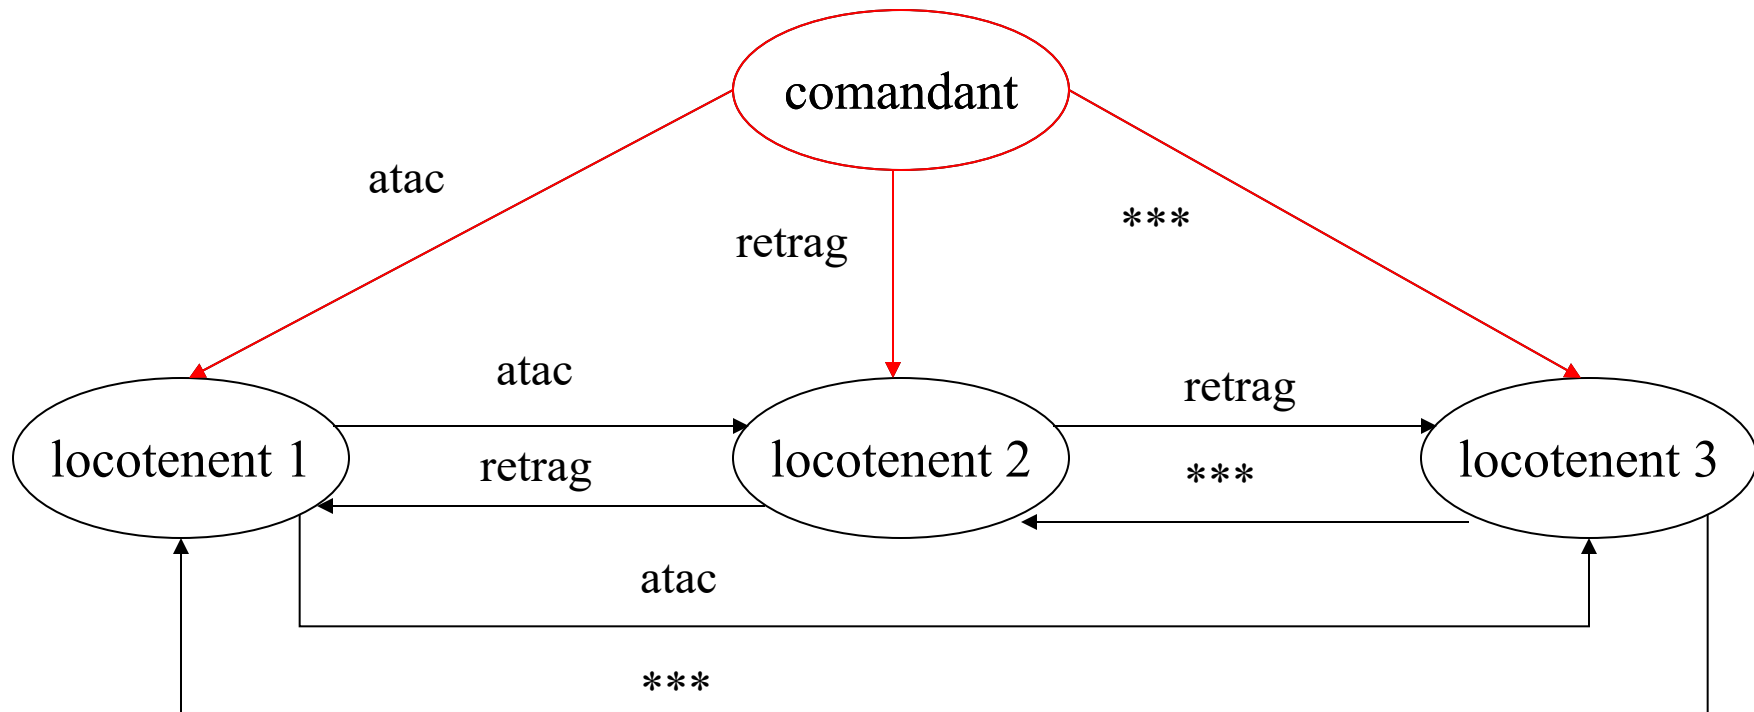 comandant
atac
retrag
***
atac
retrag
locotenent 1
retrag
locotenent 2
***
locotenent 3
atac
***